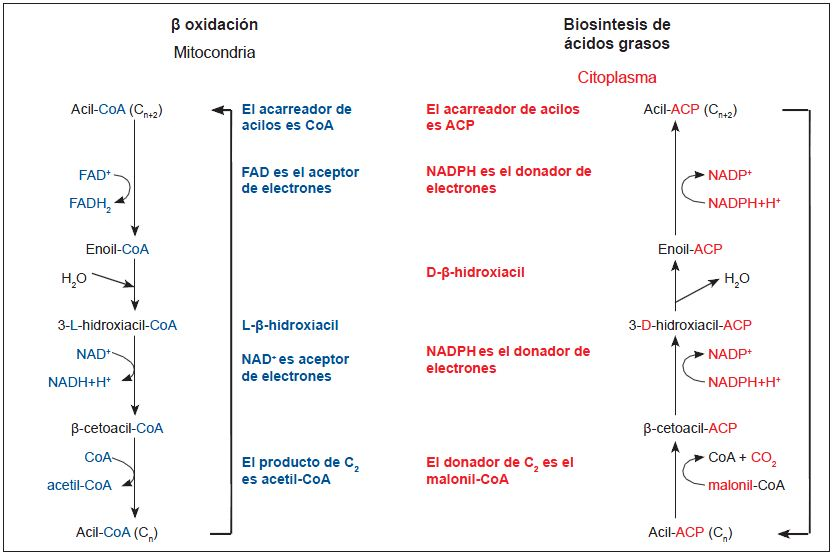 β oxidación
Mitocondria
Acil-CoA (Cn+2)
FAD+
FADH2
Enoil-CoA
H2O
3-L-hidroxiacil-CoA
NAD+
NADH+H+
β-cetoacil-CoA
CoA
acetil-CoA
Acil-CoA (Cn)
El acarreador de
acilos es CoA
FAD es el aceptor
de electrones
L-β-hidroxiacil
NAD+ es aceptor
de electrones
El producto de C2
es acetil-CoA
Biosintesis de
ácidos grasos
Citoplasma
El acarreador de acilos
es ACP
NADPH es el donador de
electrones
D-β-hidroxiacil
NADPH es el donador de
electrones
El donador de C2 es el
malonil-CoA
Acil-ACP (Cn+2)
NADP+
NADPH+H+
Enoil-ACP
H2O
3-D-hidroxiacil-ACP
NADP+
NADPH+H+
β-cetoacil-ACP
CoA + CO2
malonil-CoA
Acil-ACP (Cn)